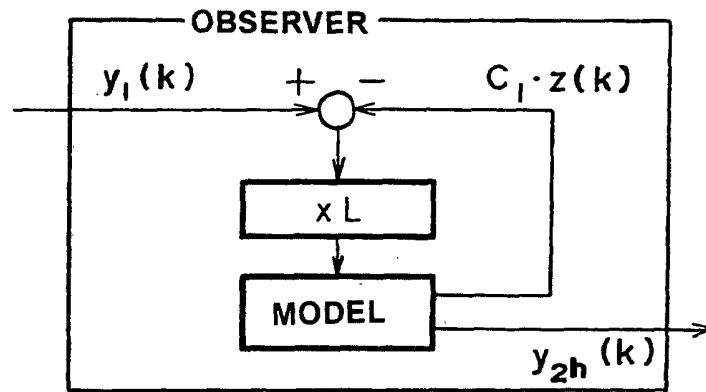 OBSERVER
y₁(k) + − C₁·z(k)
x L
MODEL
y₂ₕ(k)